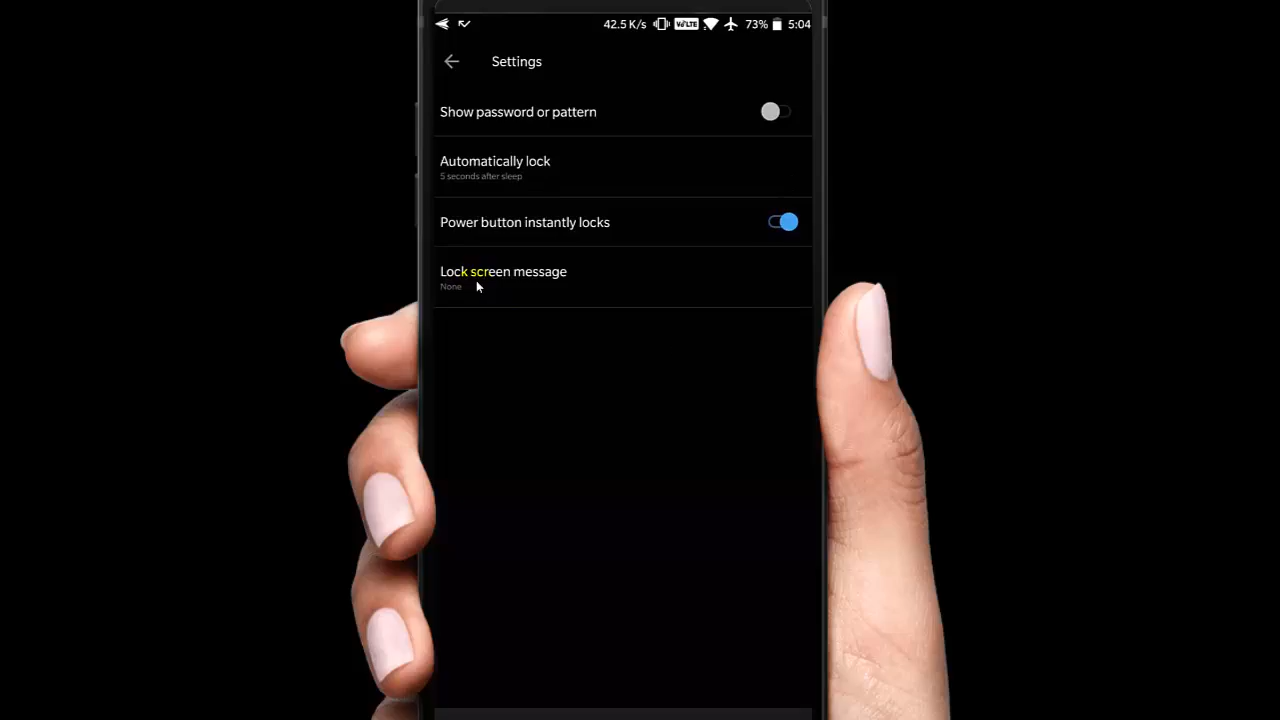 42.5 K/s VoLTE 73% 5:04
Settings
Show password or pattern
Automatically lock
5 seconds after sleep
Power button instantly locks
Lock screen message
None